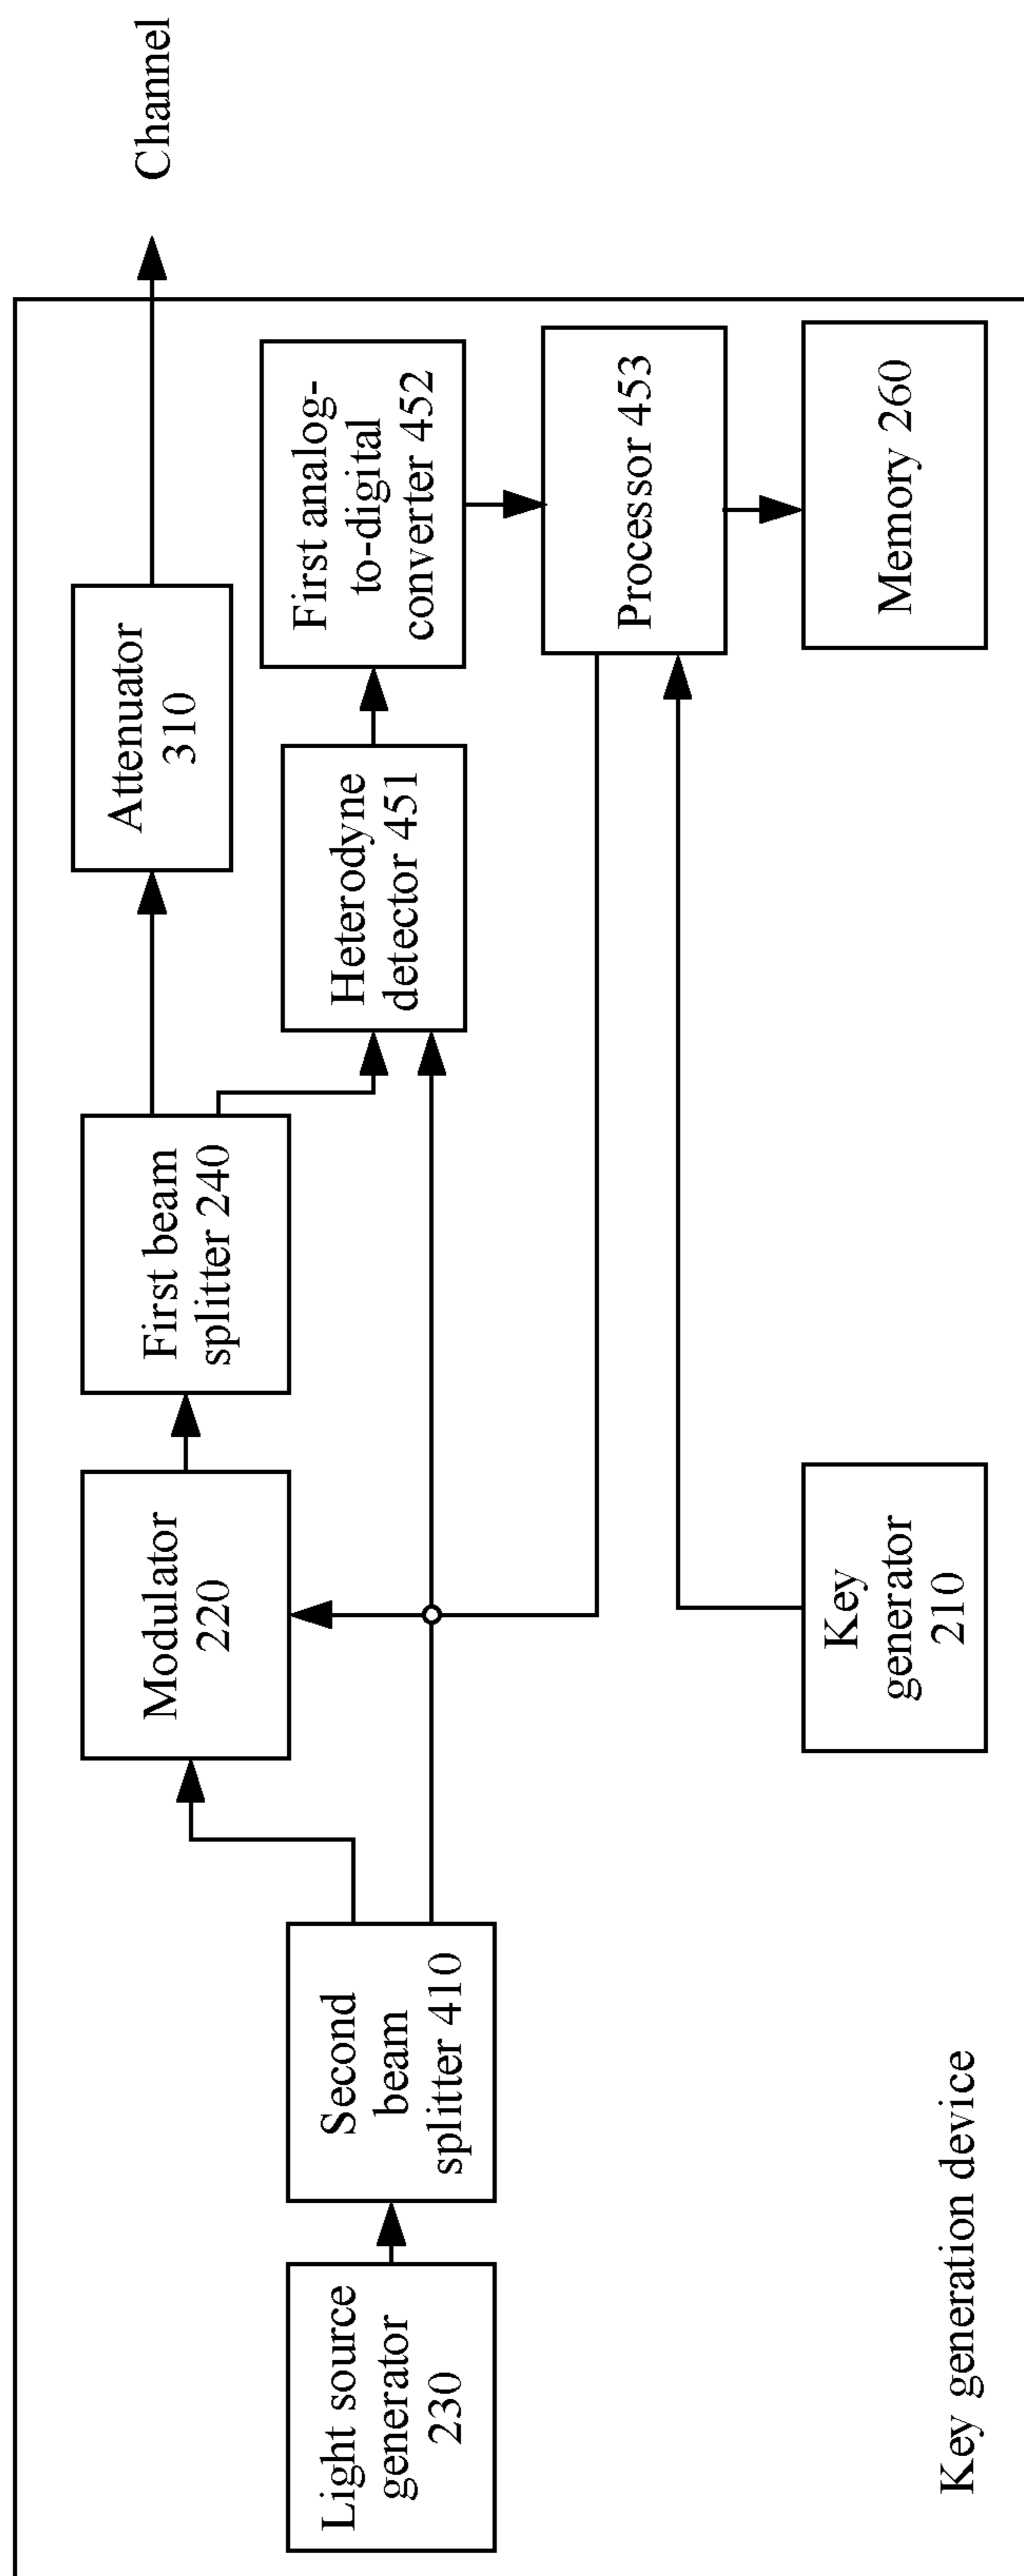 Channel
Attenuator
310
First beam
splitter 240
Modulator
220
First analog-
to-digital
converter 452
Heterodyne
detector 451
Second
beam
splitter 410
Light source
generator
230
Processor 453
Memory 260
Key
generator
210
Key generation device